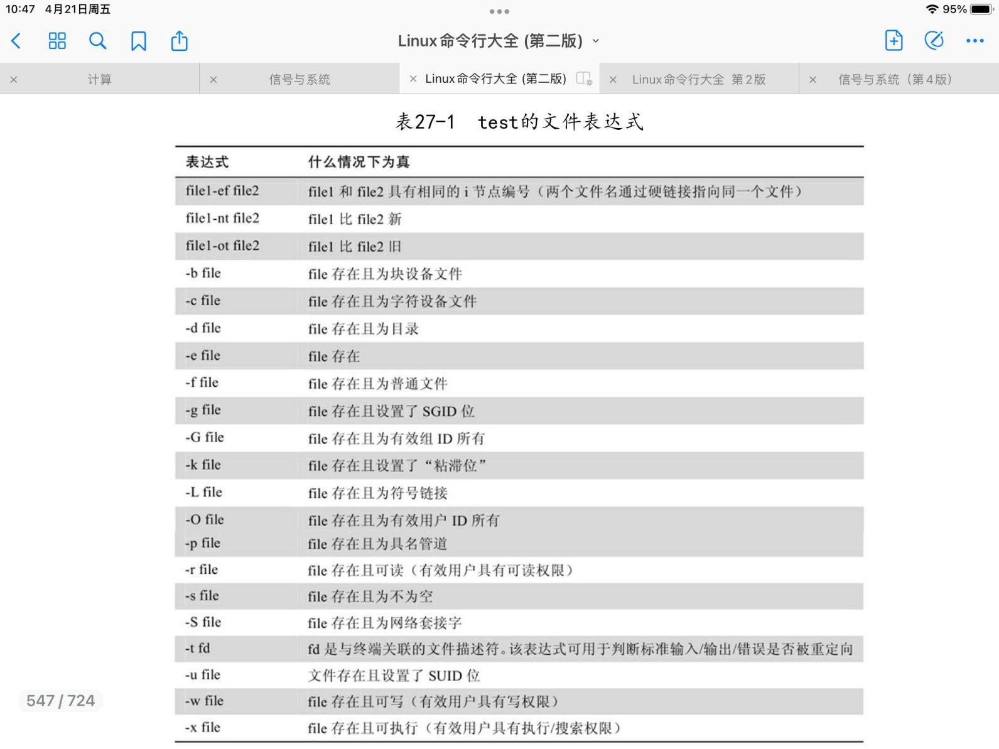 10:47 4月21日周五
95%
Linux命令行大全 (第二版)
计算
信号与系统
Linux命令行大全 (第二版)
Linux命令行大全 第2版
信号与系统（第4版）
表27-1 test的文件表达式
表达式 什么情况下为真
file1-ef file2 file1 和 file2 具有相同的 i 节点编号（两个文件名通过硬链接指向同一个文件）
file1-nt file2 file1 比 file2 新
file1-ot file2 file1 比 file2 旧
-b file file 存在且为块设备文件
-c file file 存在且为字符设备文件
-d file file 存在且为目录
-e file file 存在
-f file file 存在且为普通文件
-g file file 存在且设置了 SGID 位
-G file file 存在且为有效组 ID 所有
-k file file 存在且设置了“粘滞位”
-L file file 存在且为符号链接
-O file file 存在且为有效用户 ID 所有
-p file file 存在且为具名管道
-r file file 存在且可读（有效用户具有可读权限）
-s file file 存在且为不为空
-S file file 存在且为网络套接字
-t fd fd 是与终端关联的文件描述符。该表达式可用于判断标准输入/输出/错误是否被重定向
-u file 文件存在且设置了 SUID 位
-w file file 存在且可写（有效用户具有写权限）
-x file file 存在且可执行（有效用户具有执行/搜索权限）
547 / 724